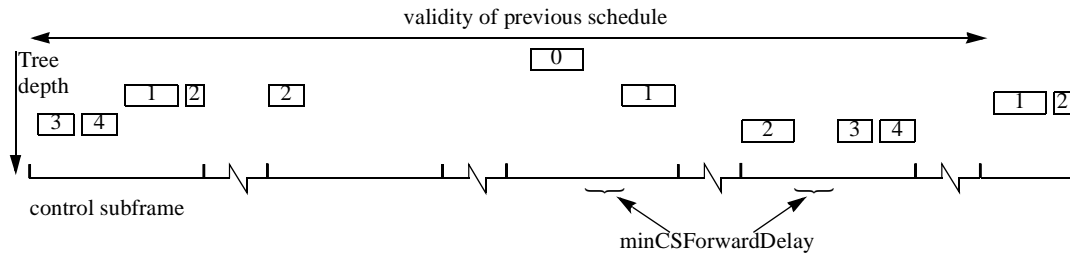 validity of previous schedule
Tree
depth
0
1 2 2 1 1 2
3 4 2 3 4
control subframe
minCSForwardDelay